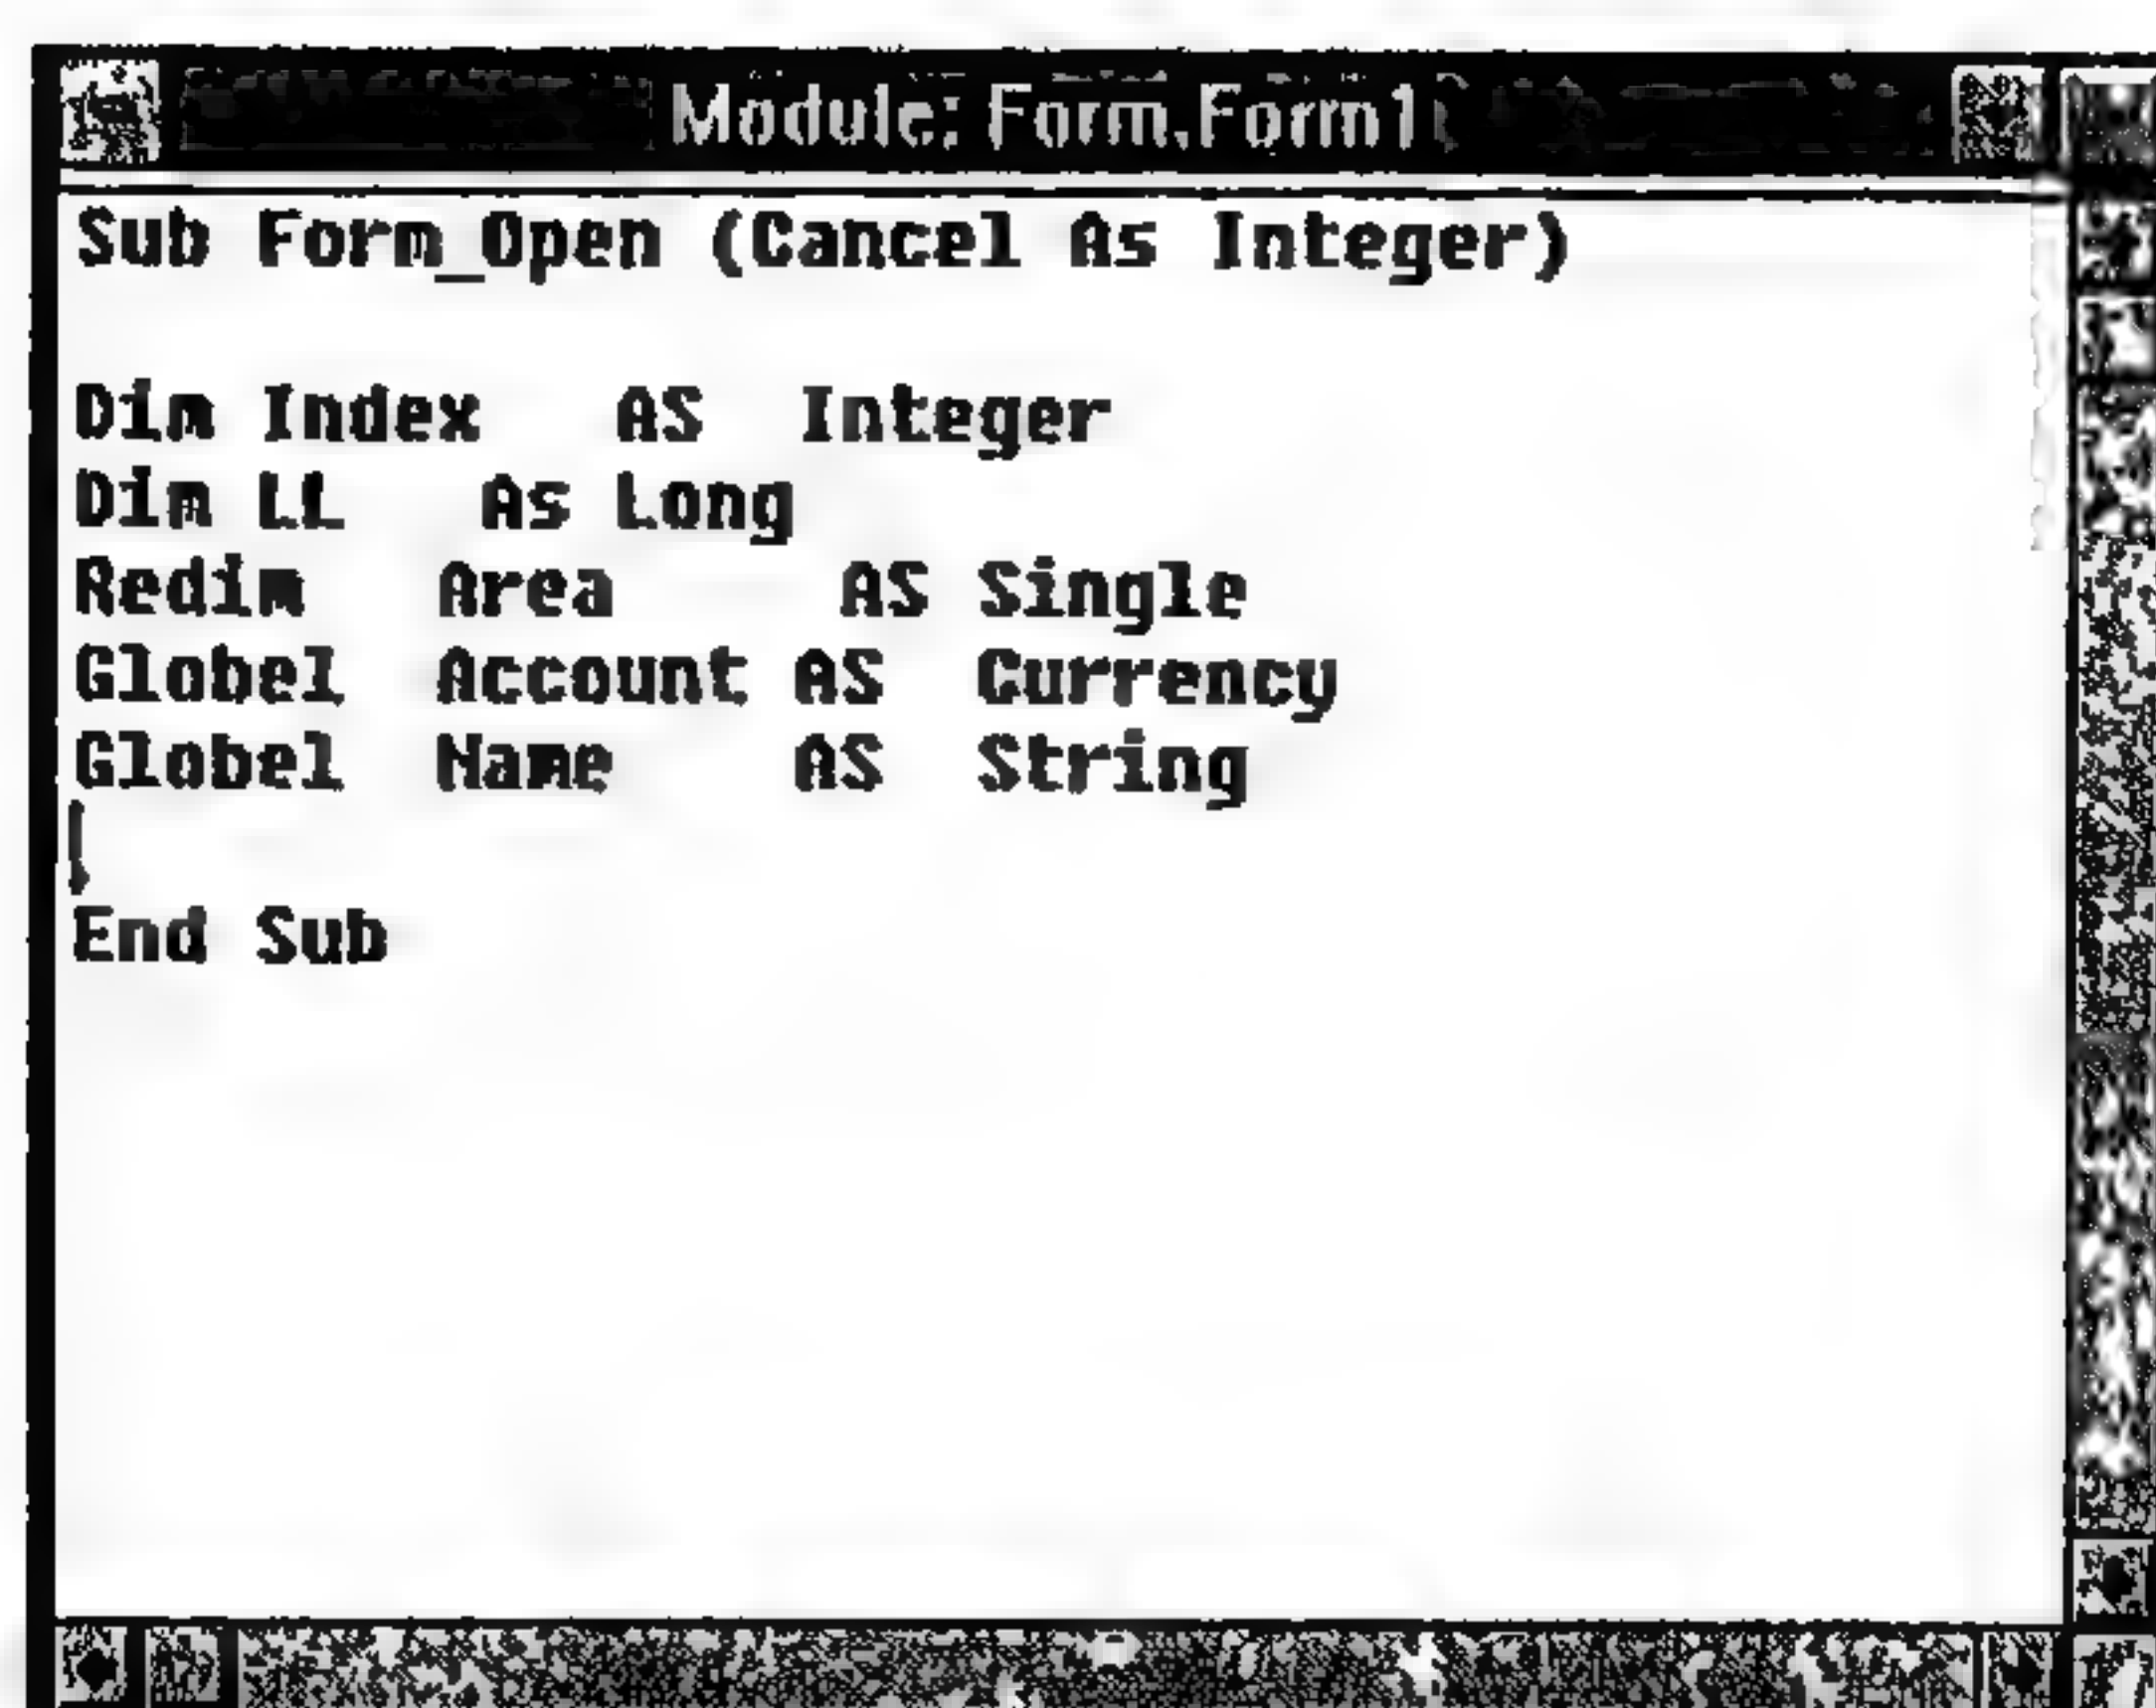 Module: Form.Form1
Sub Form_Open (Cancel As Integer)
Dim Index AS Integer
Dim LL As Long
Redim Area AS Single
Globel Account AS Currency
Globel Name AS String
End Sub